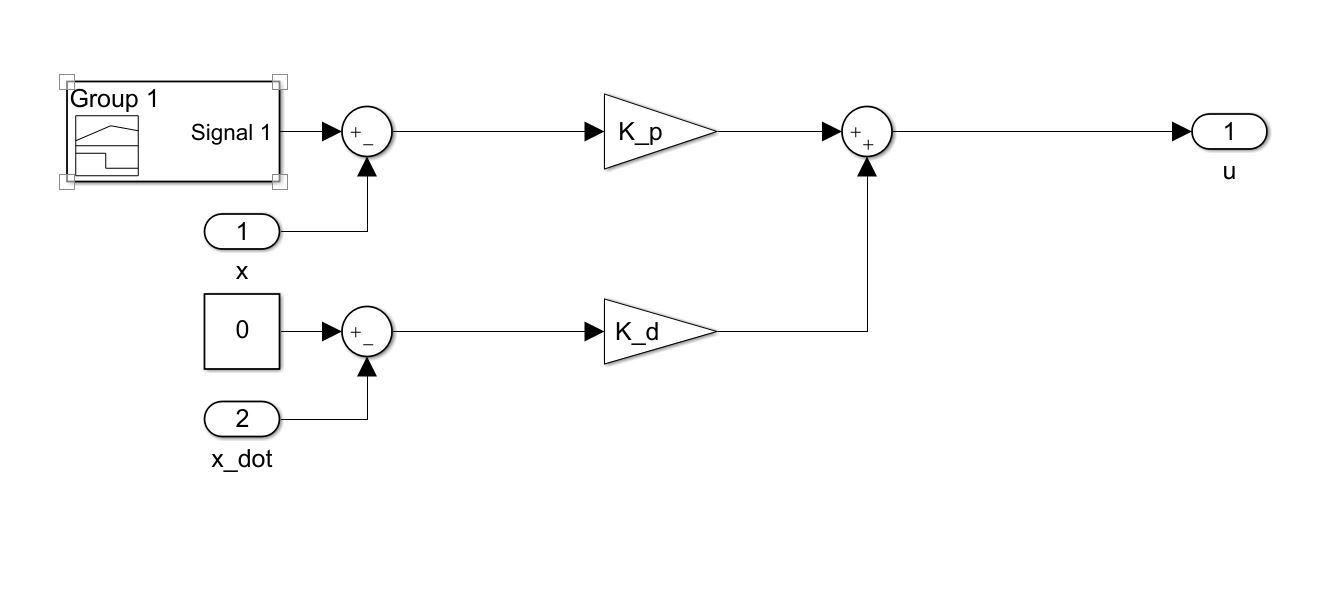 Group 1
Signal 1
+
−
K_p
+
+
1
u
1
x
0
+
−
K_d
2
x_dot